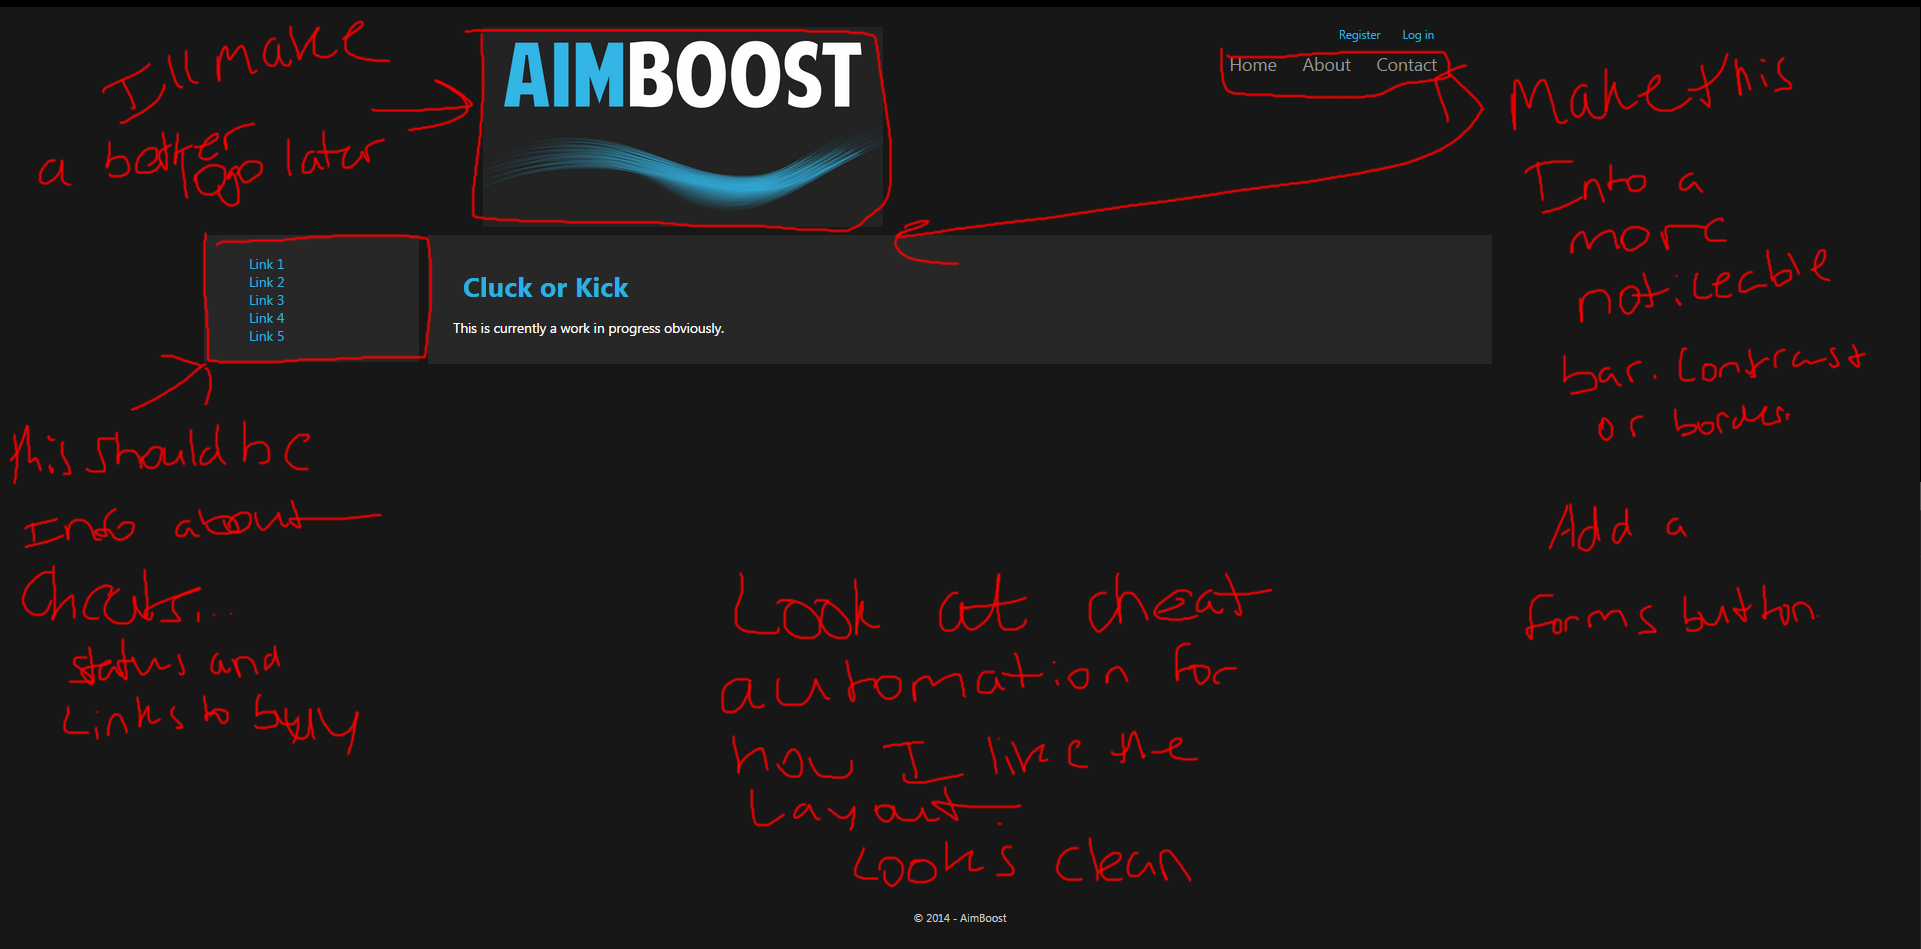 AIMBOOST
Register Log in
Home About Contact
I'll make
a better
logo later
Make this
Into a
more
noticeable
bar. Contrast
or border.
Add a
forms button.
Link 1
Link 2
Link 3
Link 4
Link 5
Cluck or Kick
This is currently a work in progress obviously.
this should be
Info about
Cheats...
status and
Links to buy
Look at cheat
automation for
how I like the
Layout.
Looks clean
© 2014 - AimBoost